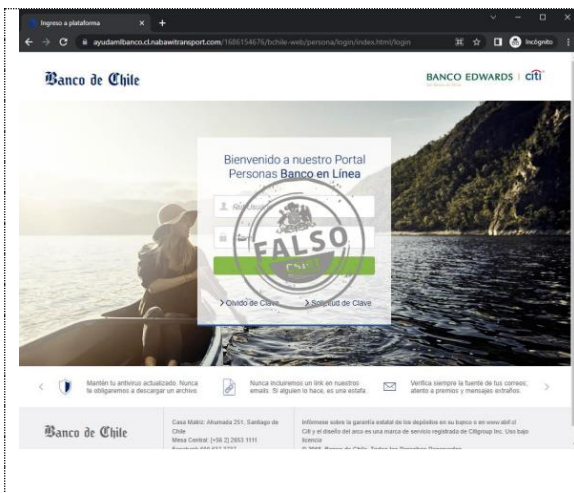 Ingreso a plataforma
ayudamlbanco.cl.nabawitransport.com/1686154676/bchile-web/persona/login/index.html/login
Incógnito
Banco de Chile
BANCO EDWARDS | citi
Bienvenido a nuestro Portal
Personas Banco en Línea
FALSO
CSIRT
Olvido de Clave
Solicitud de Clave
Mantén tu antivirus actualizado. Nunca
te obligaremos a descargar un archivo.
Nunca incluiremos un link en nuestros
emails. Si alguien lo hace, es una estafa.
Verifica siempre la fuente de tus correos;
atento a premios y mensajes extraños.
Banco de Chile
Casa Matriz: Ahumada 251, Santiago de
Chile
Mesa Central: (+56 2) 2653 1111
Infórmese sobre la garantía estatal de los depósitos en su banco o en www.sbif.cl
Citi y el diseño del arco es una marca de servicio registrada de Citigroup Inc. Uso bajo
licencia